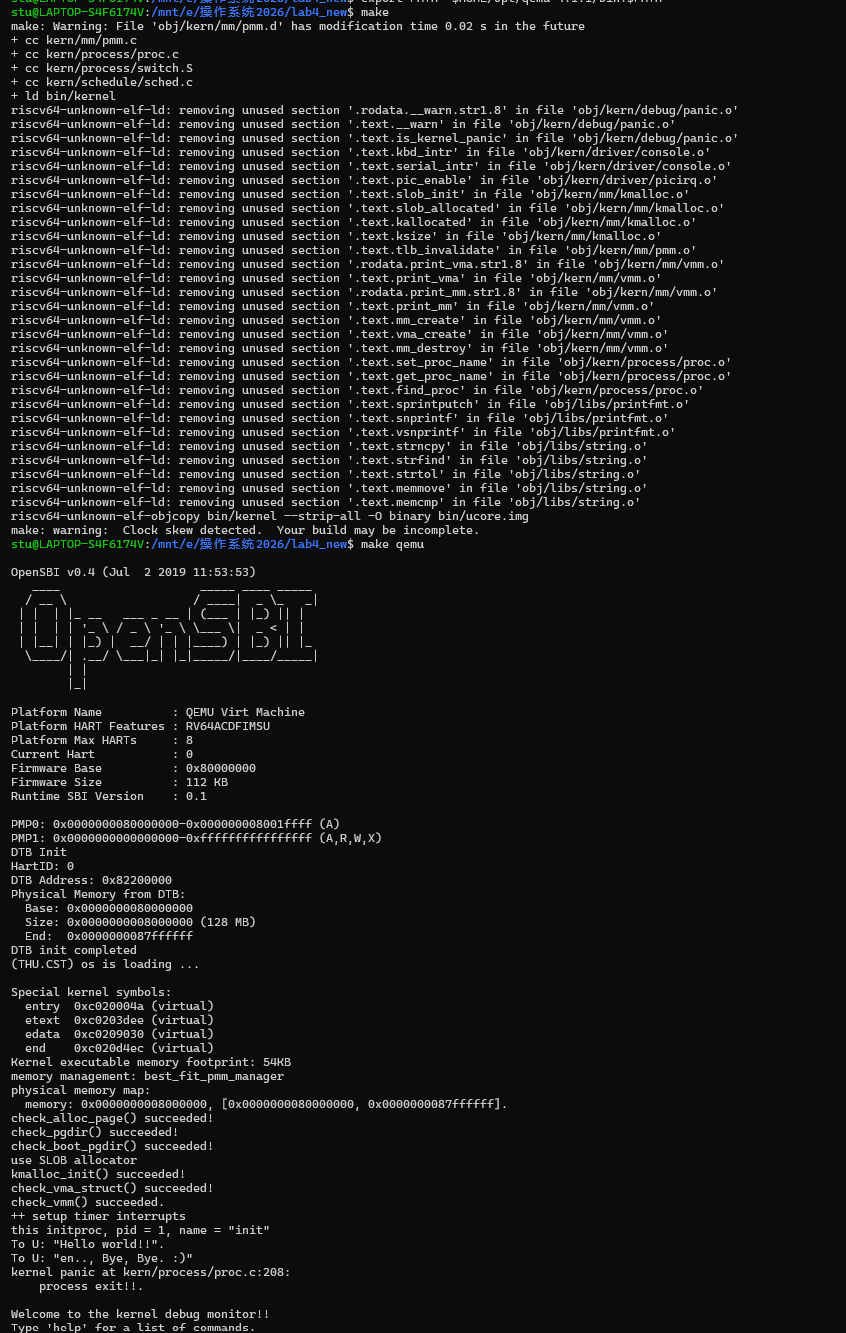 stu@LAPTOP-S4F6174V:/mnt/e/操作系统2026/lab4_new$ make
make: Warning: File 'obj/kern/mm/pmm.d' has modification time 0.02 s in the future
+ cc kern/mm/pmm.c
+ cc kern/process/proc.c
+ cc kern/process/switch.S
+ cc kern/schedule/sched.c
+ ld bin/kernel
riscv64-unknown-elf-ld: removing unused section '.rodata.__warn.str1.8' in file 'obj/kern/debug/panic.o'
riscv64-unknown-elf-ld: removing unused section '.text.__warn' in file 'obj/kern/debug/panic.o'
riscv64-unknown-elf-ld: removing unused section '.text.is_kernel_panic' in file 'obj/kern/debug/panic.o'
riscv64-unknown-elf-ld: removing unused section '.text.kbd_intr' in file 'obj/kern/driver/console.o'
riscv64-unknown-elf-ld: removing unused section '.text.serial_intr' in file 'obj/kern/driver/console.o'
riscv64-unknown-elf-ld: removing unused section '.text.pic_enable' in file 'obj/kern/driver/picirq.o'
riscv64-unknown-elf-ld: removing unused section '.text.slob_init' in file 'obj/kern/mm/kmalloc.o'
riscv64-unknown-elf-ld: removing unused section '.text.slob_allocated' in file 'obj/kern/mm/kmalloc.o'
riscv64-unknown-elf-ld: removing unused section '.text.kallocated' in file 'obj/kern/mm/kmalloc.o'
riscv64-unknown-elf-ld: removing unused section '.text.ksize' in file 'obj/kern/mm/kmalloc.o'
riscv64-unknown-elf-ld: removing unused section '.text.tlb_invalidate' in file 'obj/kern/mm/pmm.o'
riscv64-unknown-elf-ld: removing unused section '.rodata.print_vma.str1.8' in file 'obj/kern/mm/vmm.o'
riscv64-unknown-elf-ld: removing unused section '.text.print_vma' in file 'obj/kern/mm/vmm.o'
riscv64-unknown-elf-ld: removing unused section '.rodata.print_mm.str1.8' in file 'obj/kern/mm/vmm.o'
riscv64-unknown-elf-ld: removing unused section '.text.print_mm' in file 'obj/kern/mm/vmm.o'
riscv64-unknown-elf-ld: removing unused section '.text.mm_create' in file 'obj/kern/mm/vmm.o'
riscv64-unknown-elf-ld: removing unused section '.text.vma_create' in file 'obj/kern/mm/vmm.o'
riscv64-unknown-elf-ld: removing unused section '.text.mm_destroy' in file 'obj/kern/mm/vmm.o'
riscv64-unknown-elf-ld: removing unused section '.text.set_proc_name' in file 'obj/kern/process/proc.o'
riscv64-unknown-elf-ld: removing unused section '.text.get_proc_name' in file 'obj/kern/process/proc.o'
riscv64-unknown-elf-ld: removing unused section '.text.find_proc' in file 'obj/kern/process/proc.o'
riscv64-unknown-elf-ld: removing unused section '.text.sprintputch' in file 'obj/libs/printfmt.o'
riscv64-unknown-elf-ld: removing unused section '.text.snprintf' in file 'obj/libs/printfmt.o'
riscv64-unknown-elf-ld: removing unused section '.text.vsnprintf' in file 'obj/libs/printfmt.o'
riscv64-unknown-elf-ld: removing unused section '.text.strncpy' in file 'obj/libs/string.o'
riscv64-unknown-elf-ld: removing unused section '.text.strfind' in file 'obj/libs/string.o'
riscv64-unknown-elf-ld: removing unused section '.text.strtol' in file 'obj/libs/string.o'
riscv64-unknown-elf-ld: removing unused section '.text.memmove' in file 'obj/libs/string.o'
riscv64-unknown-elf-ld: removing unused section '.text.memcmp' in file 'obj/libs/string.o'
riscv64-unknown-elf-objcopy bin/kernel --strip-all -O binary bin/ucore.img
make: warning:  Clock skew detected.  Your build may be incomplete.
stu@LAPTOP-S4F6174V:/mnt/e/操作系统2026/lab4_new$ make qemu
OpenSBI v0.4 (Jul  2 2019 11:53:53)
OpenSBI
Platform Name          : QEMU Virt Machine
Platform HART Features : RV64ACDFIMSU
Platform Max HARTs     : 8
Current Hart           : 0
Firmware Base          : 0x80000000
Firmware Size          : 112 KB
Runtime SBI Version    : 0.1
PMP0: 0x0000000080000000-0x000000008001ffff (A)
PMP1: 0x0000000000000000-0xffffffffffffffff (A,R,W,X)
DTB Init
HartID: 0
DTB Address: 0x82200000
Physical Memory from DTB:
  Base: 0x0000000080000000
  Size: 0x0000000008000000 (128 MB)
  End:  0x0000000087ffffff
DTB init completed
(THU.CST) os is loading ...
Special kernel symbols:
  entry  0xc020004a (virtual)
  etext  0xc0203dee (virtual)
  edata  0xc0209030 (virtual)
  end    0xc020d4ec (virtual)
Kernel executable memory footprint: 54KB
memory management: best_fit_pmm_manager
physical memory map:
  memory: 0x0000000008000000, [0x0000000080000000, 0x0000000087ffffff].
check_alloc_page() succeeded!
check_pgdir() succeeded!
check_boot_pgdir() succeeded!
use SLOB allocator
kmalloc_init() succeeded!
check_vma_struct() succeeded!
check_vmm() succeeded.
++ setup timer interrupts
this initproc, pid = 1, name = "init"
To U: "Hello world!!".
To U: "en.., Bye, Bye. :)"
kernel panic at kern/process/proc.c:208:
    process exit!!.
Welcome to the kernel debug monitor!!
Type 'help' for a list of commands.